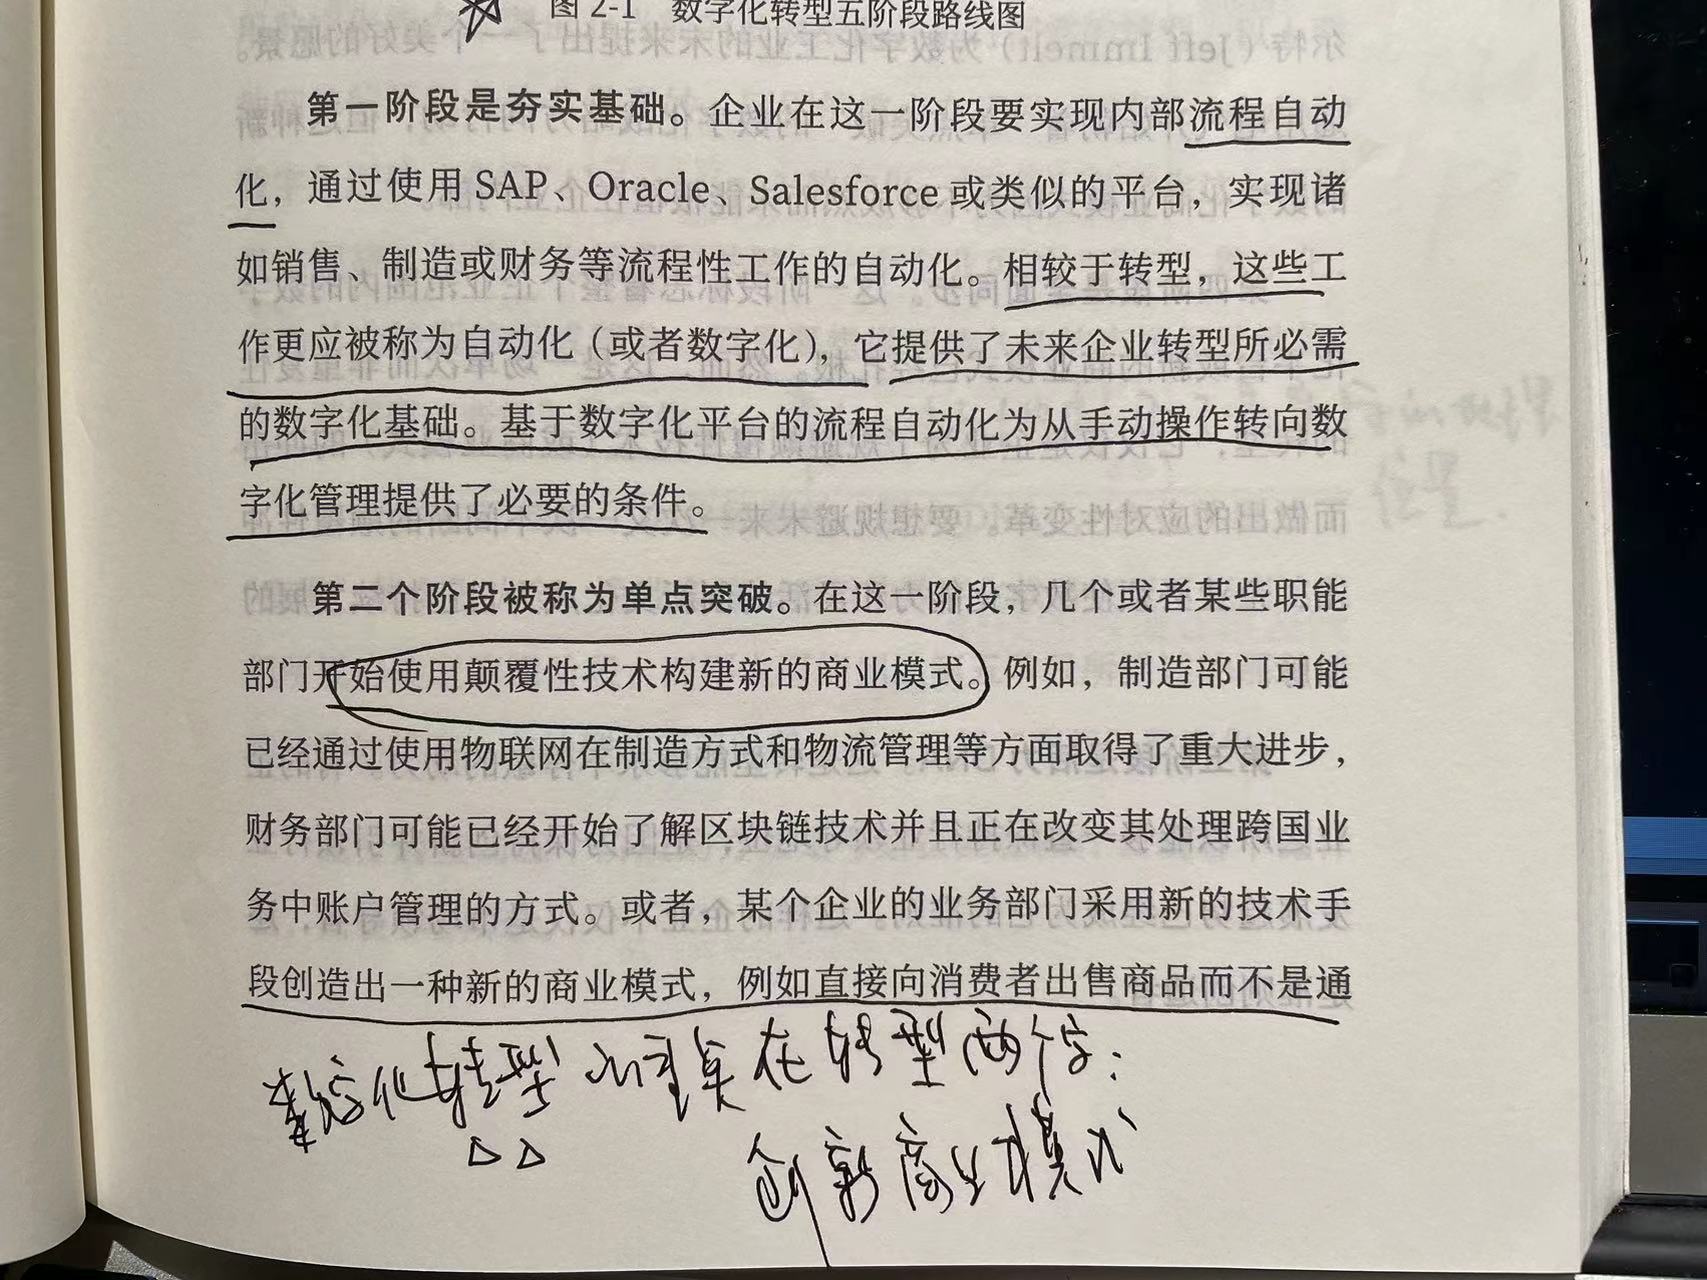 图 2-1 数字化转型五阶段路线图
第一阶段是夯实基础。企业在这一阶段要实现内部流程自动
化，通过使用 SAP、Oracle、Salesforce 或类似的平台，实现诸
如销售、制造或财务等流程性工作的自动化。相较于转型，这些工
作更应被称为自动化（或者数字化），它提供了未来企业转型所必需
的数字化基础。基于数字化平台的流程自动化为从手动操作转向数
字化管理提供了必要的条件。
第二个阶段被称为单点突破。在这一阶段，几个或者某些职能
部门开始使用颠覆性技术构建新的商业模式。例如，制造部门可能
已经通过使用物联网在制造方式和物流管理等方面取得了重大进步，
财务部门可能已经开始了解区块链技术并且正在改变其处理跨国业
务中账户管理的方式。或者，某个企业的业务部门采用新的技术手
段创造出一种新的商业模式，例如直接向消费者出售商品而不是通
数字化转型 重点在转型两个字：
创新商业模式